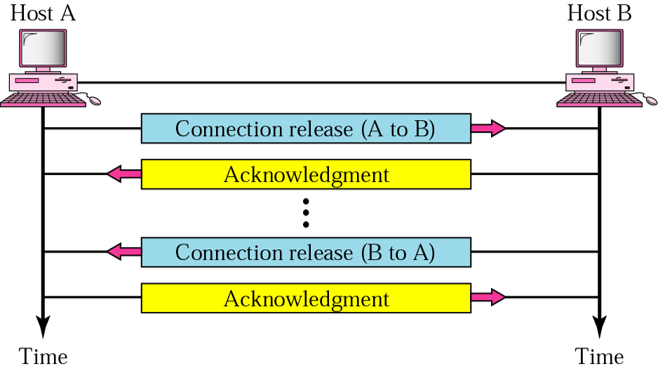 Host A
Host B
Connection release (A to B)
Acknowledgment
Connection release (B to A)
Acknowledgment
Time
Time